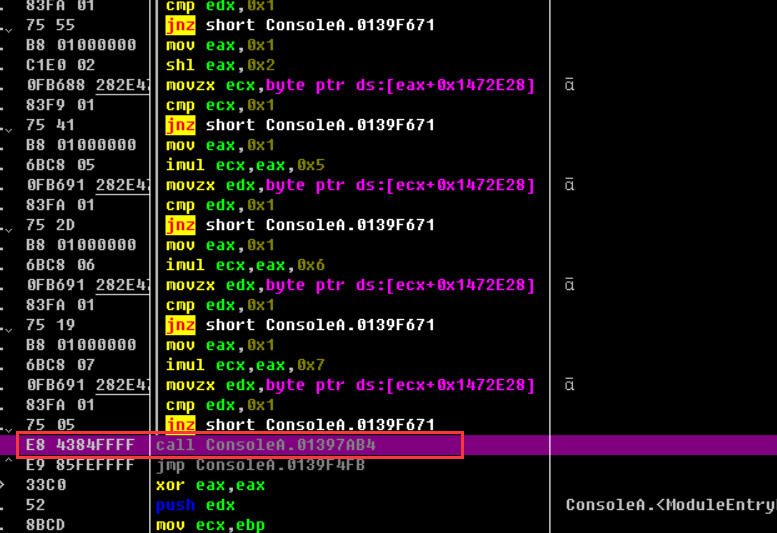 83FA 01 cmp edx,0x1
75 55 jnz short ConsoleA.0139F671
B8 01000000 mov eax,0x1
C1E0 02 shl eax,0x2
0FB688 282E47 movzx ecx,byte ptr ds:[eax+0x1472E28] ā
83F9 01 cmp ecx,0x1
75 41 jnz short ConsoleA.0139F671
B8 01000000 mov eax,0x1
6BC8 05 imul ecx,eax,0x5
0FB691 282E47 movzx edx,byte ptr ds:[ecx+0x1472E28] ā
83FA 01 cmp edx,0x1
75 2D jnz short ConsoleA.0139F671
B8 01000000 mov eax,0x1
6BC8 06 imul ecx,eax,0x6
0FB691 282E47 movzx edx,byte ptr ds:[ecx+0x1472E28] ā
83FA 01 cmp edx,0x1
75 19 jnz short ConsoleA.0139F671
B8 01000000 mov eax,0x1
6BC8 07 imul ecx,eax,0x7
0FB691 282E47 movzx edx,byte ptr ds:[ecx+0x1472E28] ā
83FA 01 cmp edx,0x1
75 05 jnz short ConsoleA.0139F671
E8 4384FFFF call ConsoleA.01397AB4
E9 85FEFFFF jmp ConsoleA.0139F4FB
33C0 xor eax,eax
52 push edx ConsoleA.<ModuleEntry
8BCD mov ecx,ebp